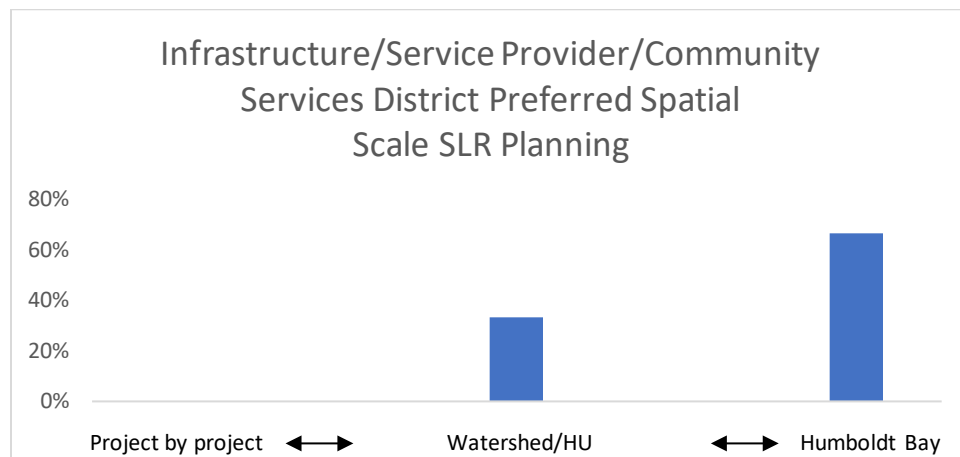 Infrastructure/Service Provider/Community
Services District Preferred Spatial
Scale SLR Planning
80%
60%
40%
20%
0%
Project by project Watershed/HU Humboldt Bay